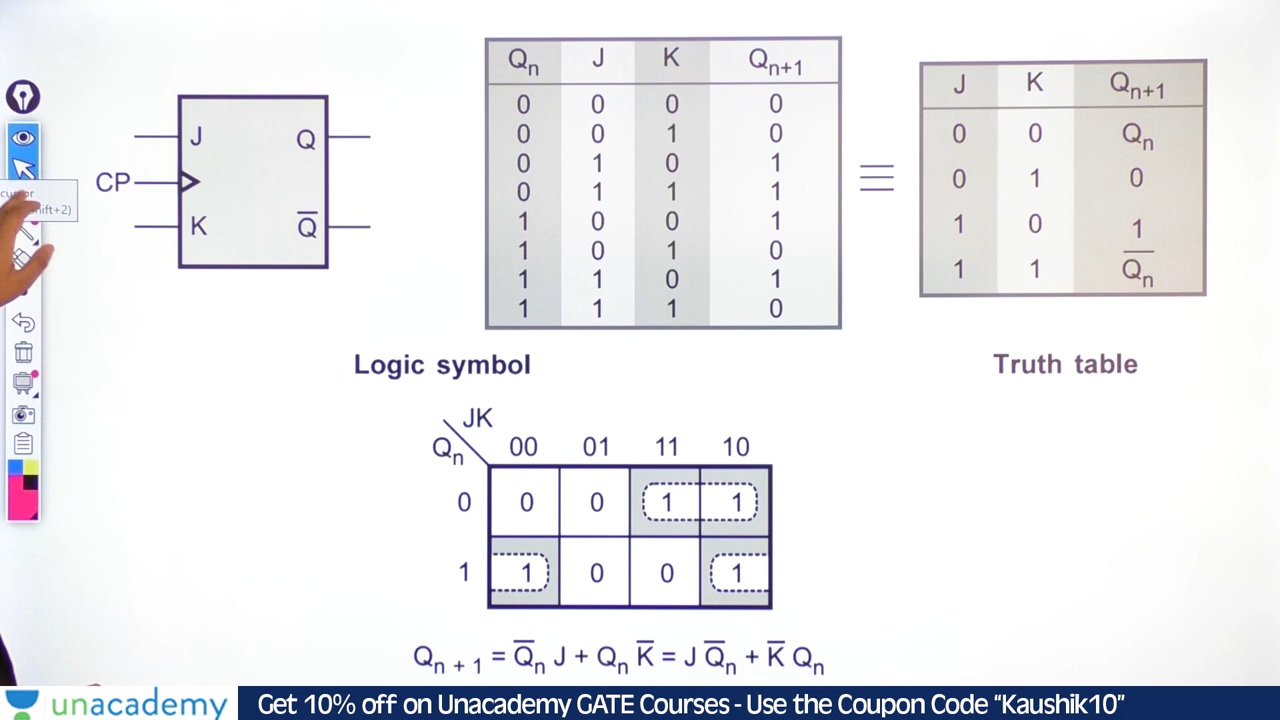 J Q
CP
K Q̅
Logic symbol
Qn J K Qn+1
0 0 0 0
0 0 1 0
0 1 0 1
0 1 1 1
1 0 0 1
1 0 1 0
1 1 0 1
1 1 1 0
≡
J K Qn+1
0 0 Qn
0 1 0
1 0 1
1 1 Q̅n
Truth table
JK
Qn 00 01 11 10
0 0 0 1 1
1 1 0 0 1
Qn + 1 = Q̅n J + Qn K̅ = J Q̅n + K̅ Qn
hift+2)
unacademy
Get 10% off on Unacademy GATE Courses - Use the Coupon Code “Kaushik10”